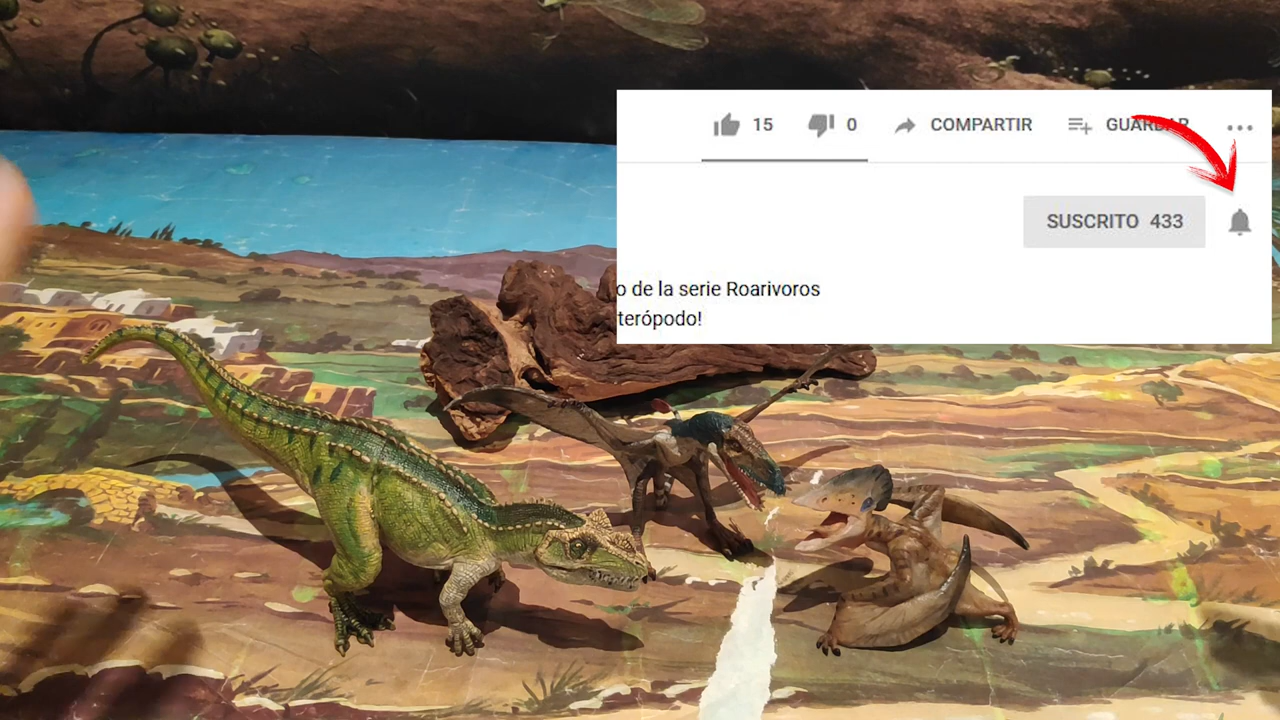 15 0 COMPARTIR GUARDAR
SUSCRITO 433
o de la serie Roarivoros
terópodo!